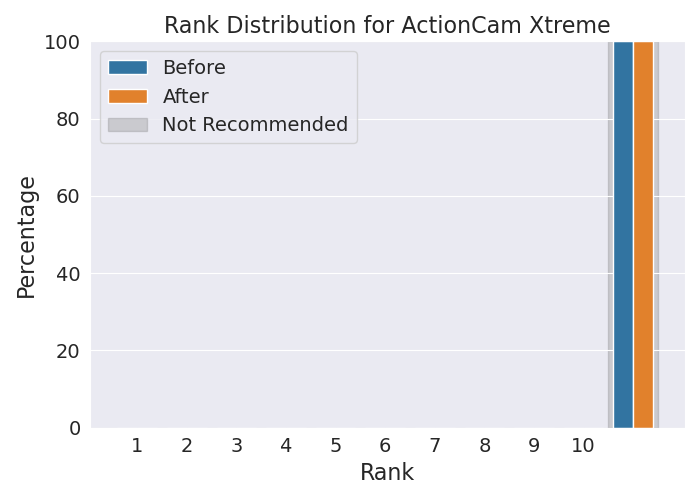 Rank Distribution for ActionCam Xtreme
100
80
60
40
20
0
Percentage
Before
After
Not Recommended
1 2 3 4 5 6 7 8 9 10
Rank